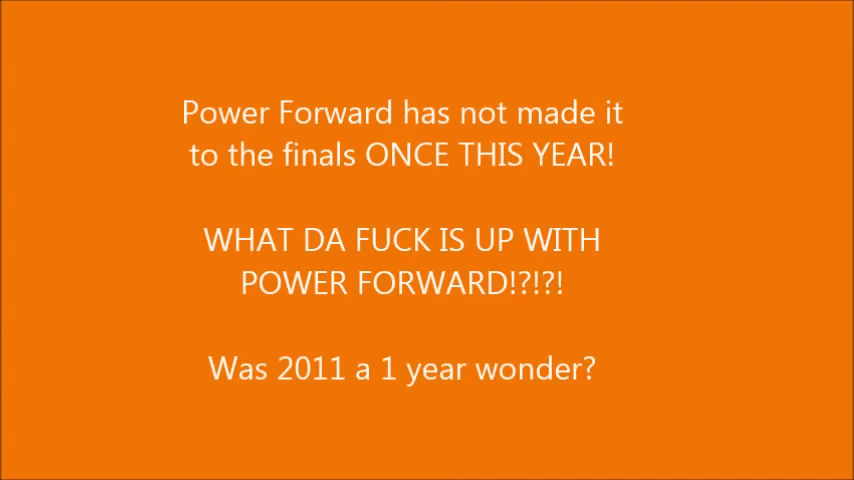 Power Forward has not made it
to the finals ONCE THIS YEAR!
WHAT DA FUCK IS UP WITH
POWER FORWARD!?!?!
Was 2011 a 1 year wonder?